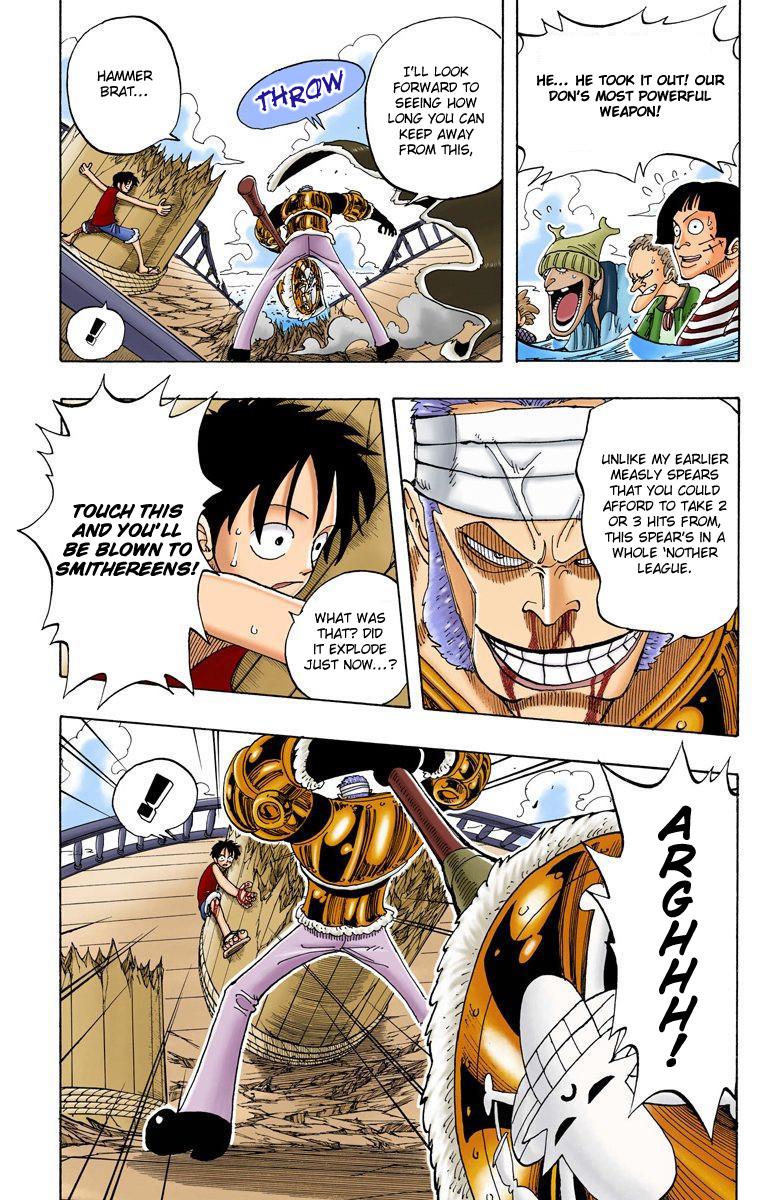 HE... HE TOOK IT OUT! OUR
DON'S MOST POWERFUL
WEAPON!
I'LL LOOK
FORWARD TO
SEEING HOW
LONG YOU CAN
KEEP AWAY
FROM THIS,
THROW
HAMMER
BRAT...
!
UNLIKE MY EARLIER
MEASLY SPEARS
THAT YOU COULD
AFFORD TO TAKE 2
OR 3 HITS FROM,
THIS SPEAR'S IN A
WHOLE 'NOTHER
LEAGUE.
WHAT WAS
THAT? DID
IT EXPLODE
JUST NOW...?
TOUCH THIS
AND YOU'LL
BE BLOWN TO
SMITHEREENS!
ARGHHH!
!